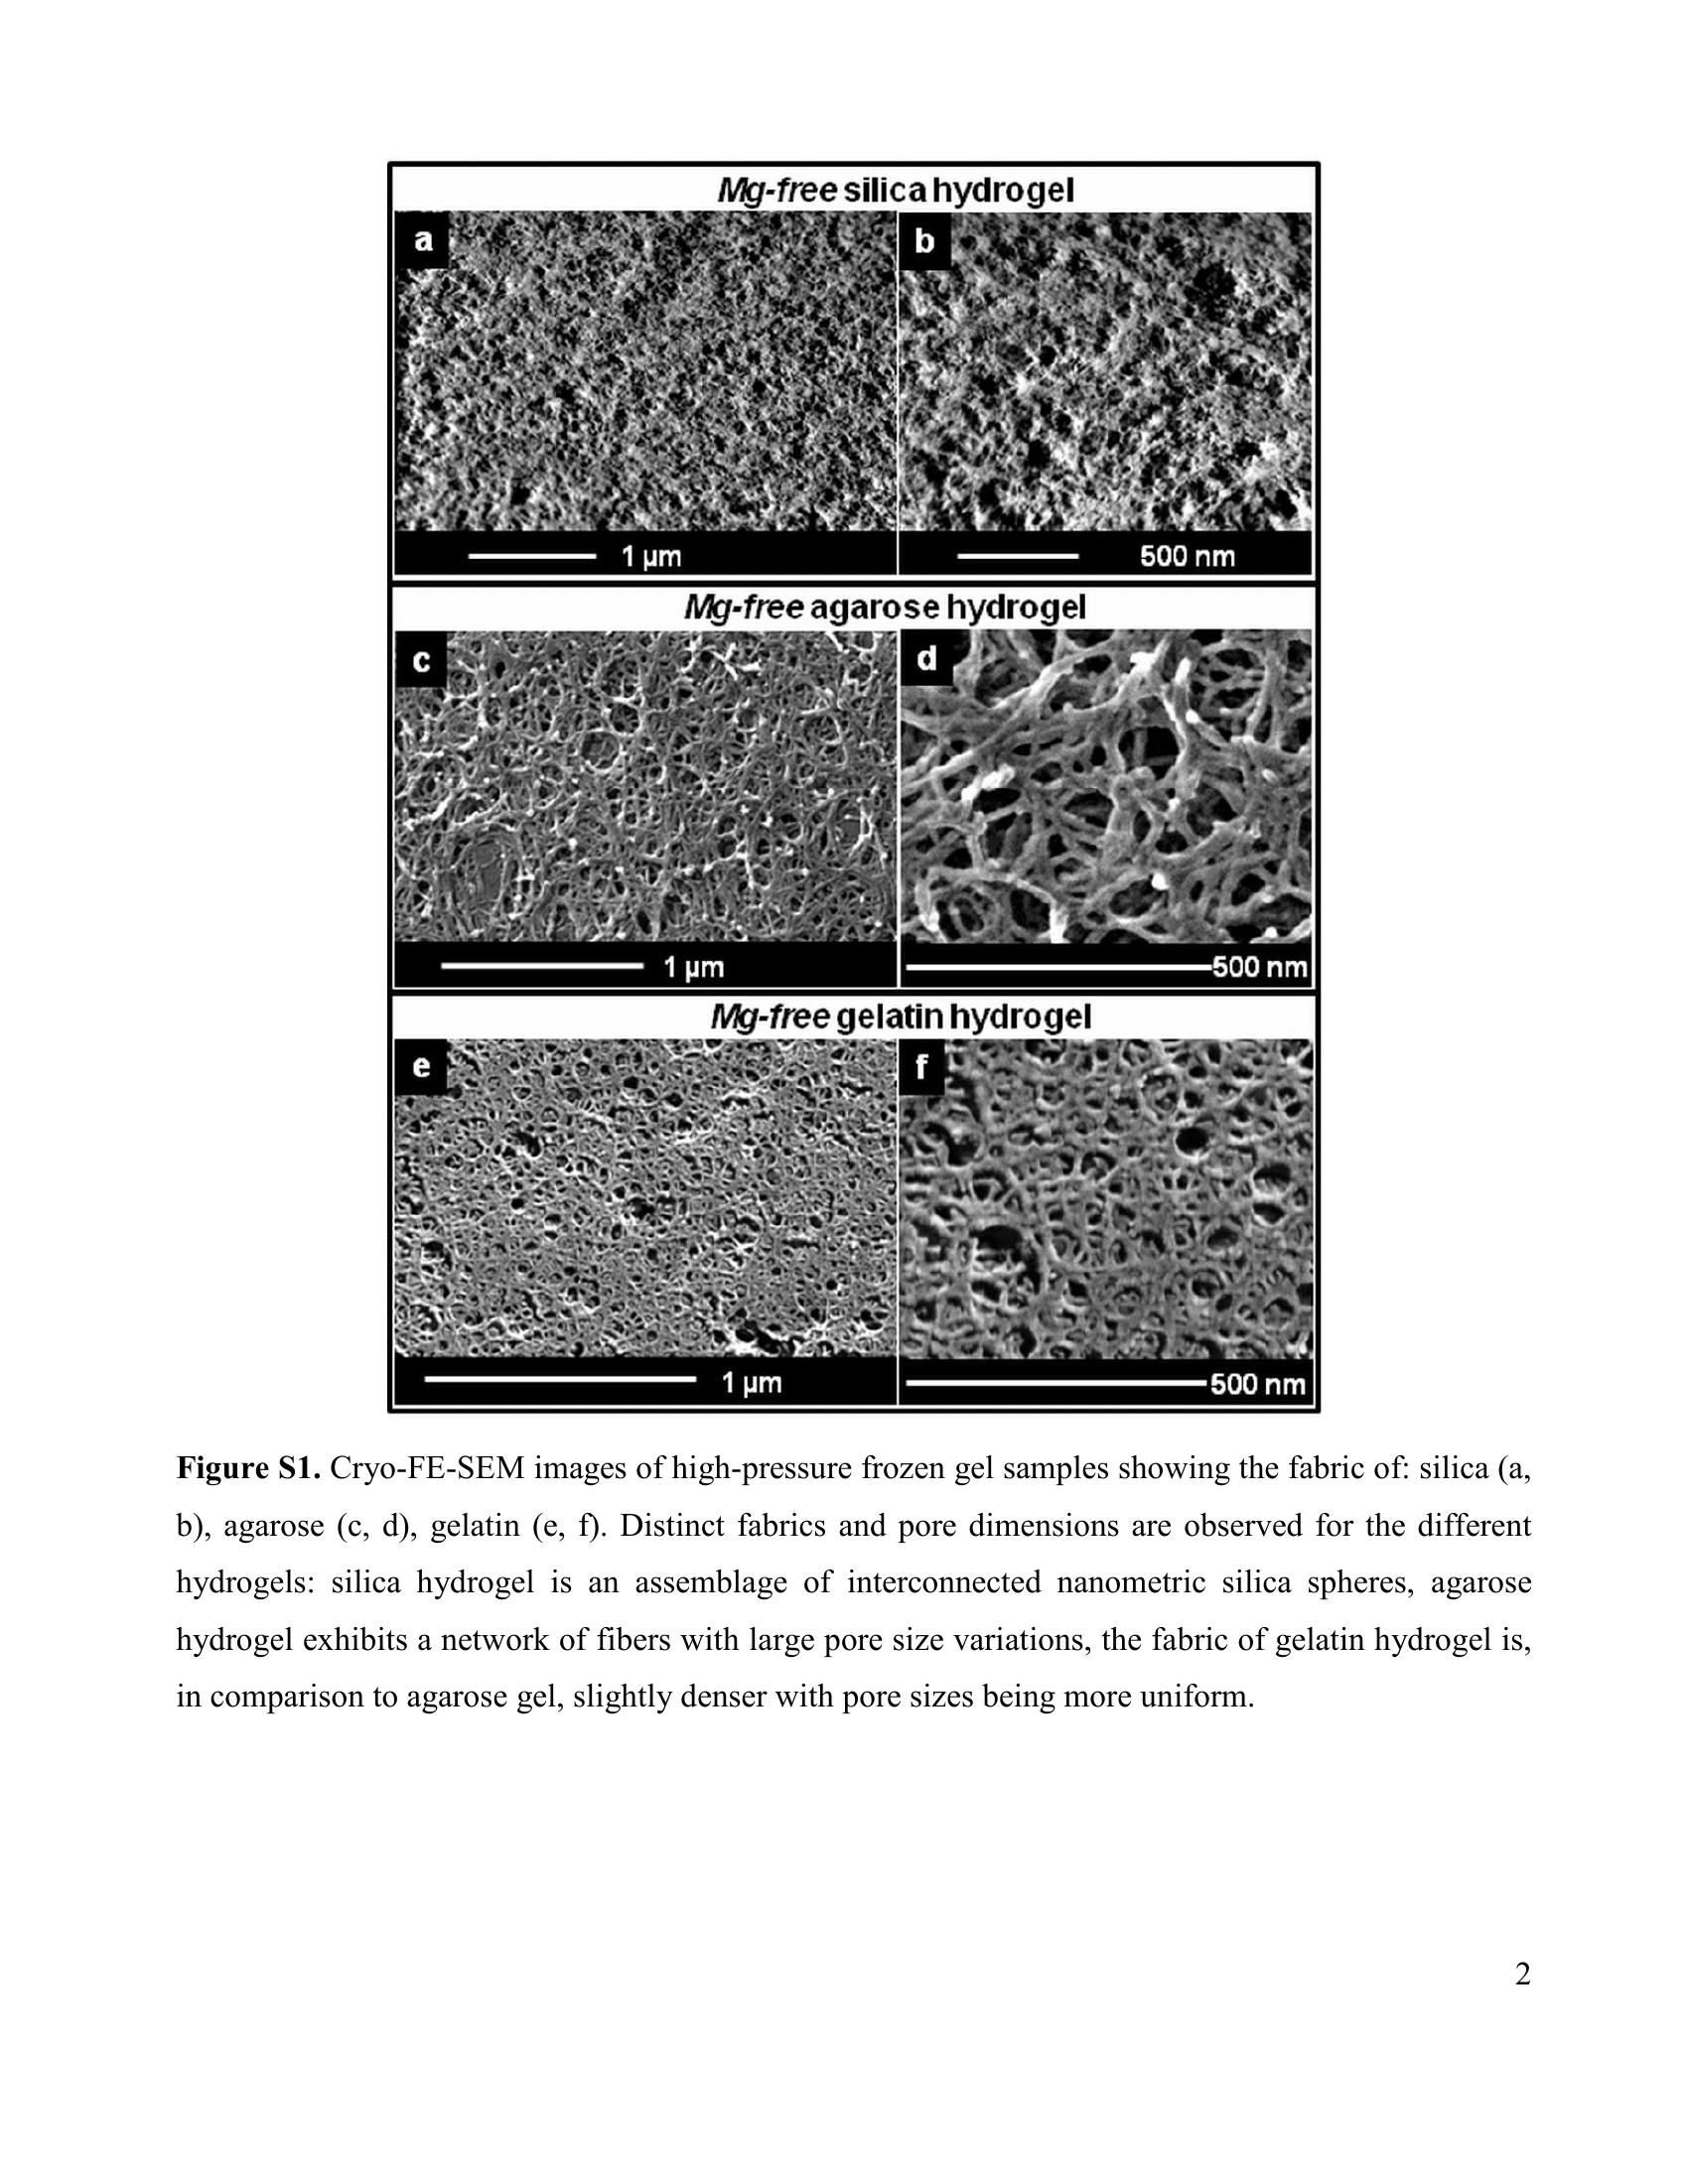 Mg-free silica hydrogel
a
b
1 µm
500 nm
Mg-free agarose hydrogel
c
d
1 µm
500 nm
Mg-free gelatin hydrogel
e
f
1 µm
500 nm
Figure S1. Cryo-FE-SEM images of high-pressure frozen gel samples showing the fabric of: silica (a,
b), agarose (c, d), gelatin (e, f). Distinct fabrics and pore dimensions are observed for the different
hydrogels: silica hydrogel is an assemblage of interconnected nanometric silica spheres, agarose
hydrogel exhibits a network of fibers with large pore size variations, the fabric of gelatin hydrogel is,
in comparison to agarose gel, slightly denser with pore sizes being more uniform.
2